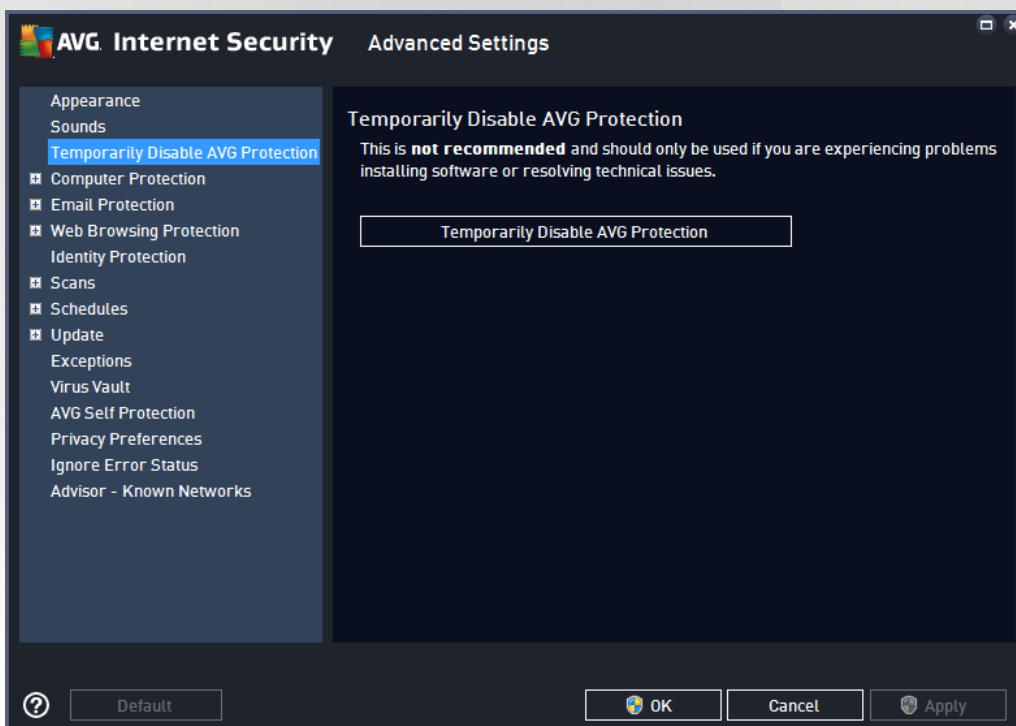 AVG. Internet Security Advanced Settings
Appearance
Sounds
Temporarily Disable AVG Protection
Computer Protection
Email Protection
Web Browsing Protection
Identity Protection
Scans
Schedules
Update
Exceptions
Virus Vault
AVG Self Protection
Privacy Preferences
Ignore Error Status
Advisor - Known Networks
Temporarily Disable AVG Protection
This is not recommended and should only be used if you are experiencing problems
installing software or resolving technical issues.
Temporarily Disable AVG Protection
? Default OK Cancel Apply